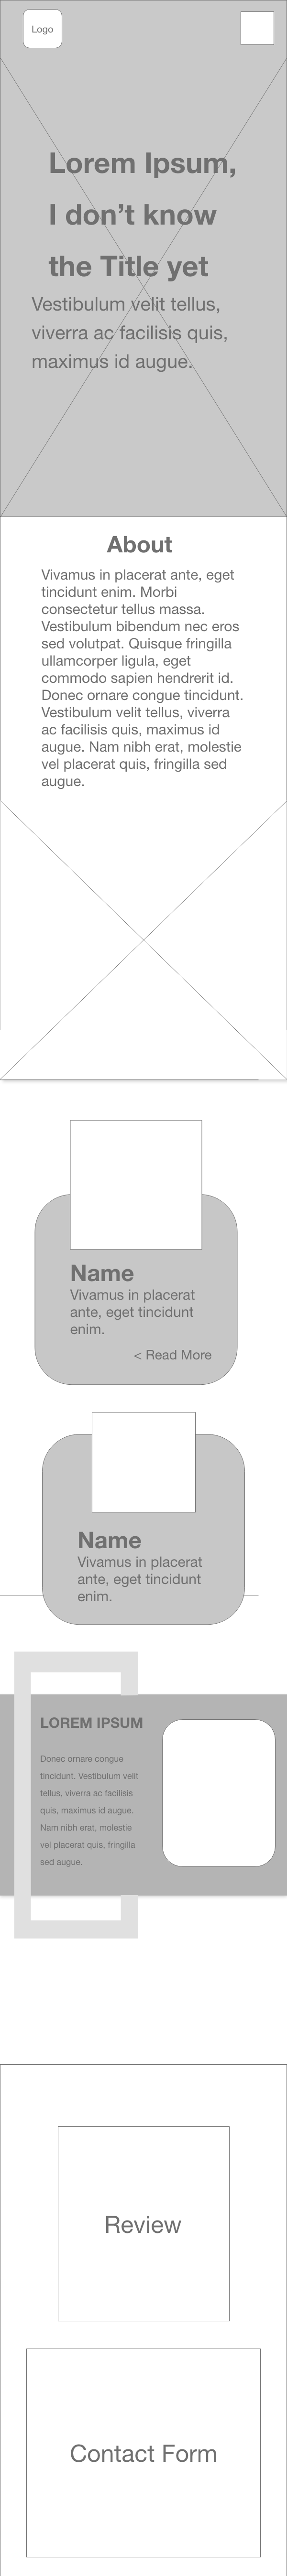 Logo
Lorem Ipsum,
I don’t know
the Title yet
Vestibulum velit tellus,
viverra ac facilisis quis,
maximus id augue.
About
Vivamus in placerat ante, eget
tincidunt enim. Morbi
consectetur tellus massa.
Vestibulum bibendum nec eros
sed volutpat. Quisque fringilla
ullamcorper ligula, eget
commodo sapien hendrerit id.
Donec ornare congue tincidunt.
Vestibulum velit tellus, viverra
ac facilisis quis, maximus id
augue. Nam nibh erat, molestie
vel placerat quis, fringilla sed
augue.
Name
Vivamus in placerat
ante, eget tincidunt
enim.
< Read More
Name
Vivamus in placerat
ante, eget tincidunt
enim.
LOREM IPSUM
Donec ornare congue
tincidunt. Vestibulum velit
tellus, viverra ac facilisis
quis, maximus id augue.
Nam nibh erat, molestie
vel placerat quis, fringilla
sed augue.
Review
Contact Form